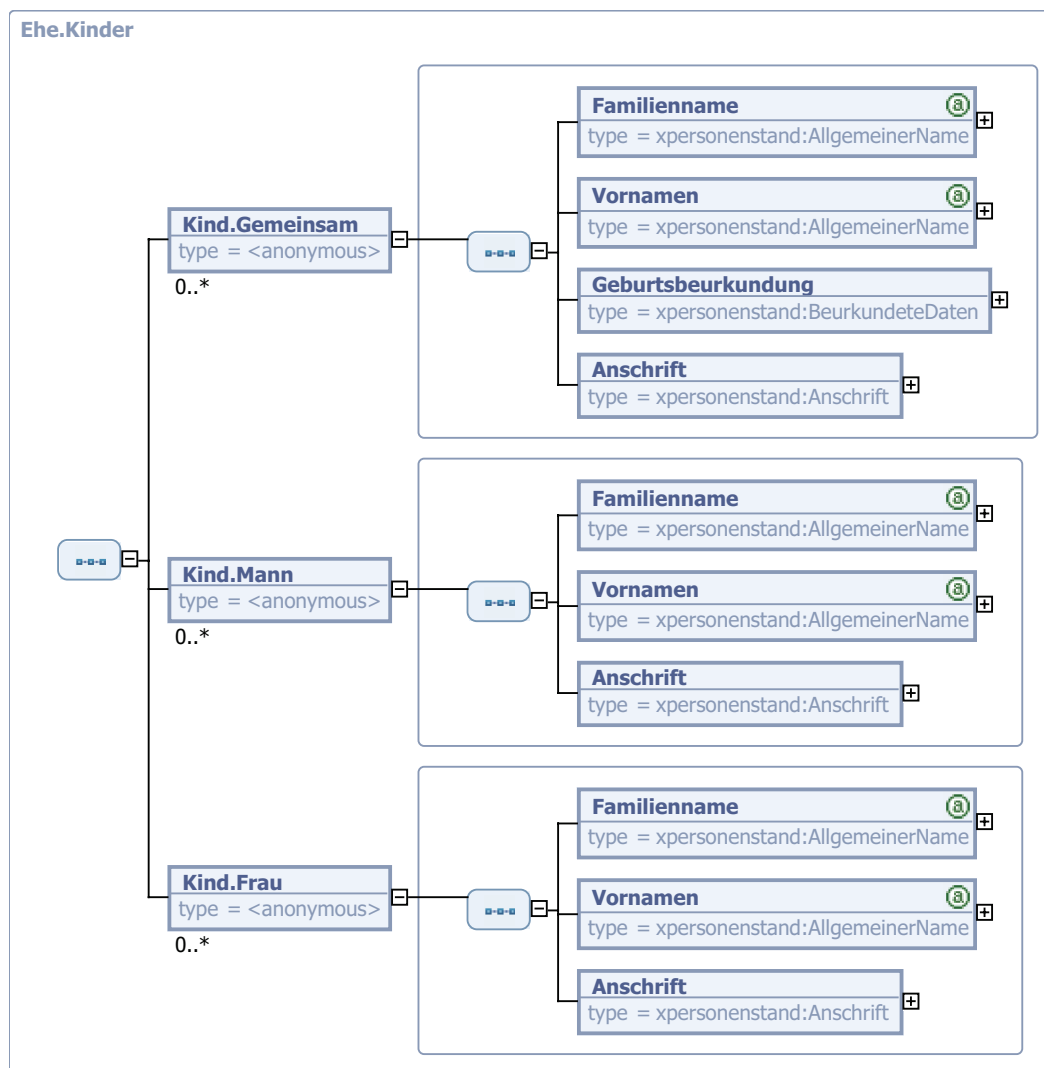 Ehe.Kinder
Kind.Gemeinsam
type = <anonymous>
0..*
Familienname
type = xpersonenstand:AllgemeinerName
Vornamen
type = xpersonenstand:AllgemeinerName
Geburtsbeurkundung
type = xpersonenstand:BeurkundeteDaten
Anschrift
type = xpersonenstand:Anschrift
Kind.Mann
type = <anonymous>
0..*
Familienname
type = xpersonenstand:AllgemeinerName
Vornamen
type = xpersonenstand:AllgemeinerName
Anschrift
type = xpersonenstand:Anschrift
Kind.Frau
type = <anonymous>
0..*
Familienname
type = xpersonenstand:AllgemeinerName
Vornamen
type = xpersonenstand:AllgemeinerName
Anschrift
type = xpersonenstand:Anschrift